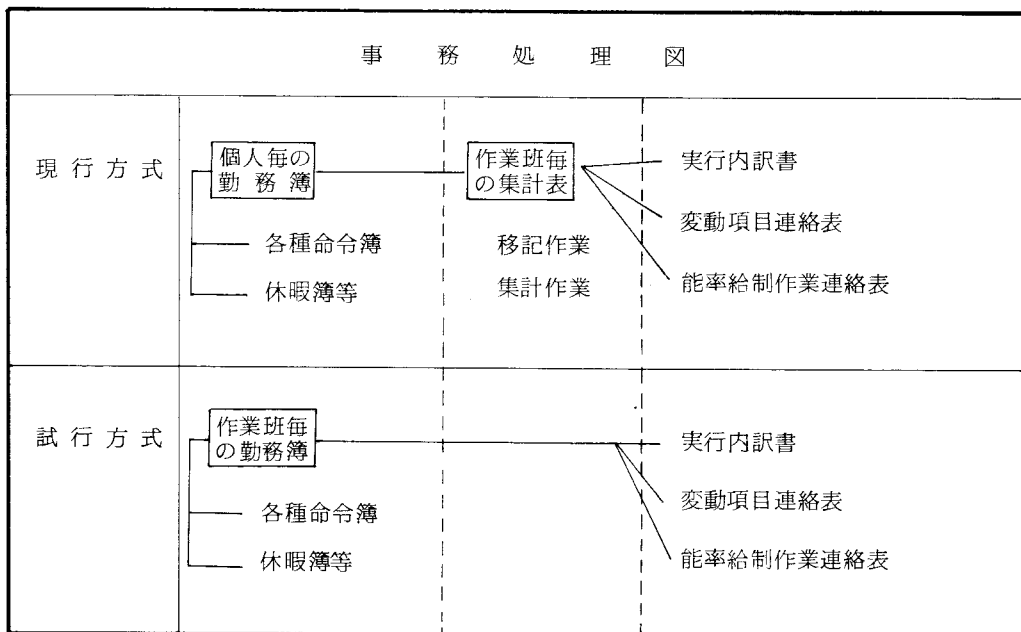 事務処理図
現行方式
個人毎の
勤務簿
各種命令簿
休暇簿等
作業班毎
の集計表
移記作業
集計作業
実行内訳書
変動項目連絡表
能率給制作業連絡表
試行方式
作業班毎
の勤務簿
各種命令簿
休暇簿等
実行内訳書
変動項目連絡表
能率給制作業連絡表